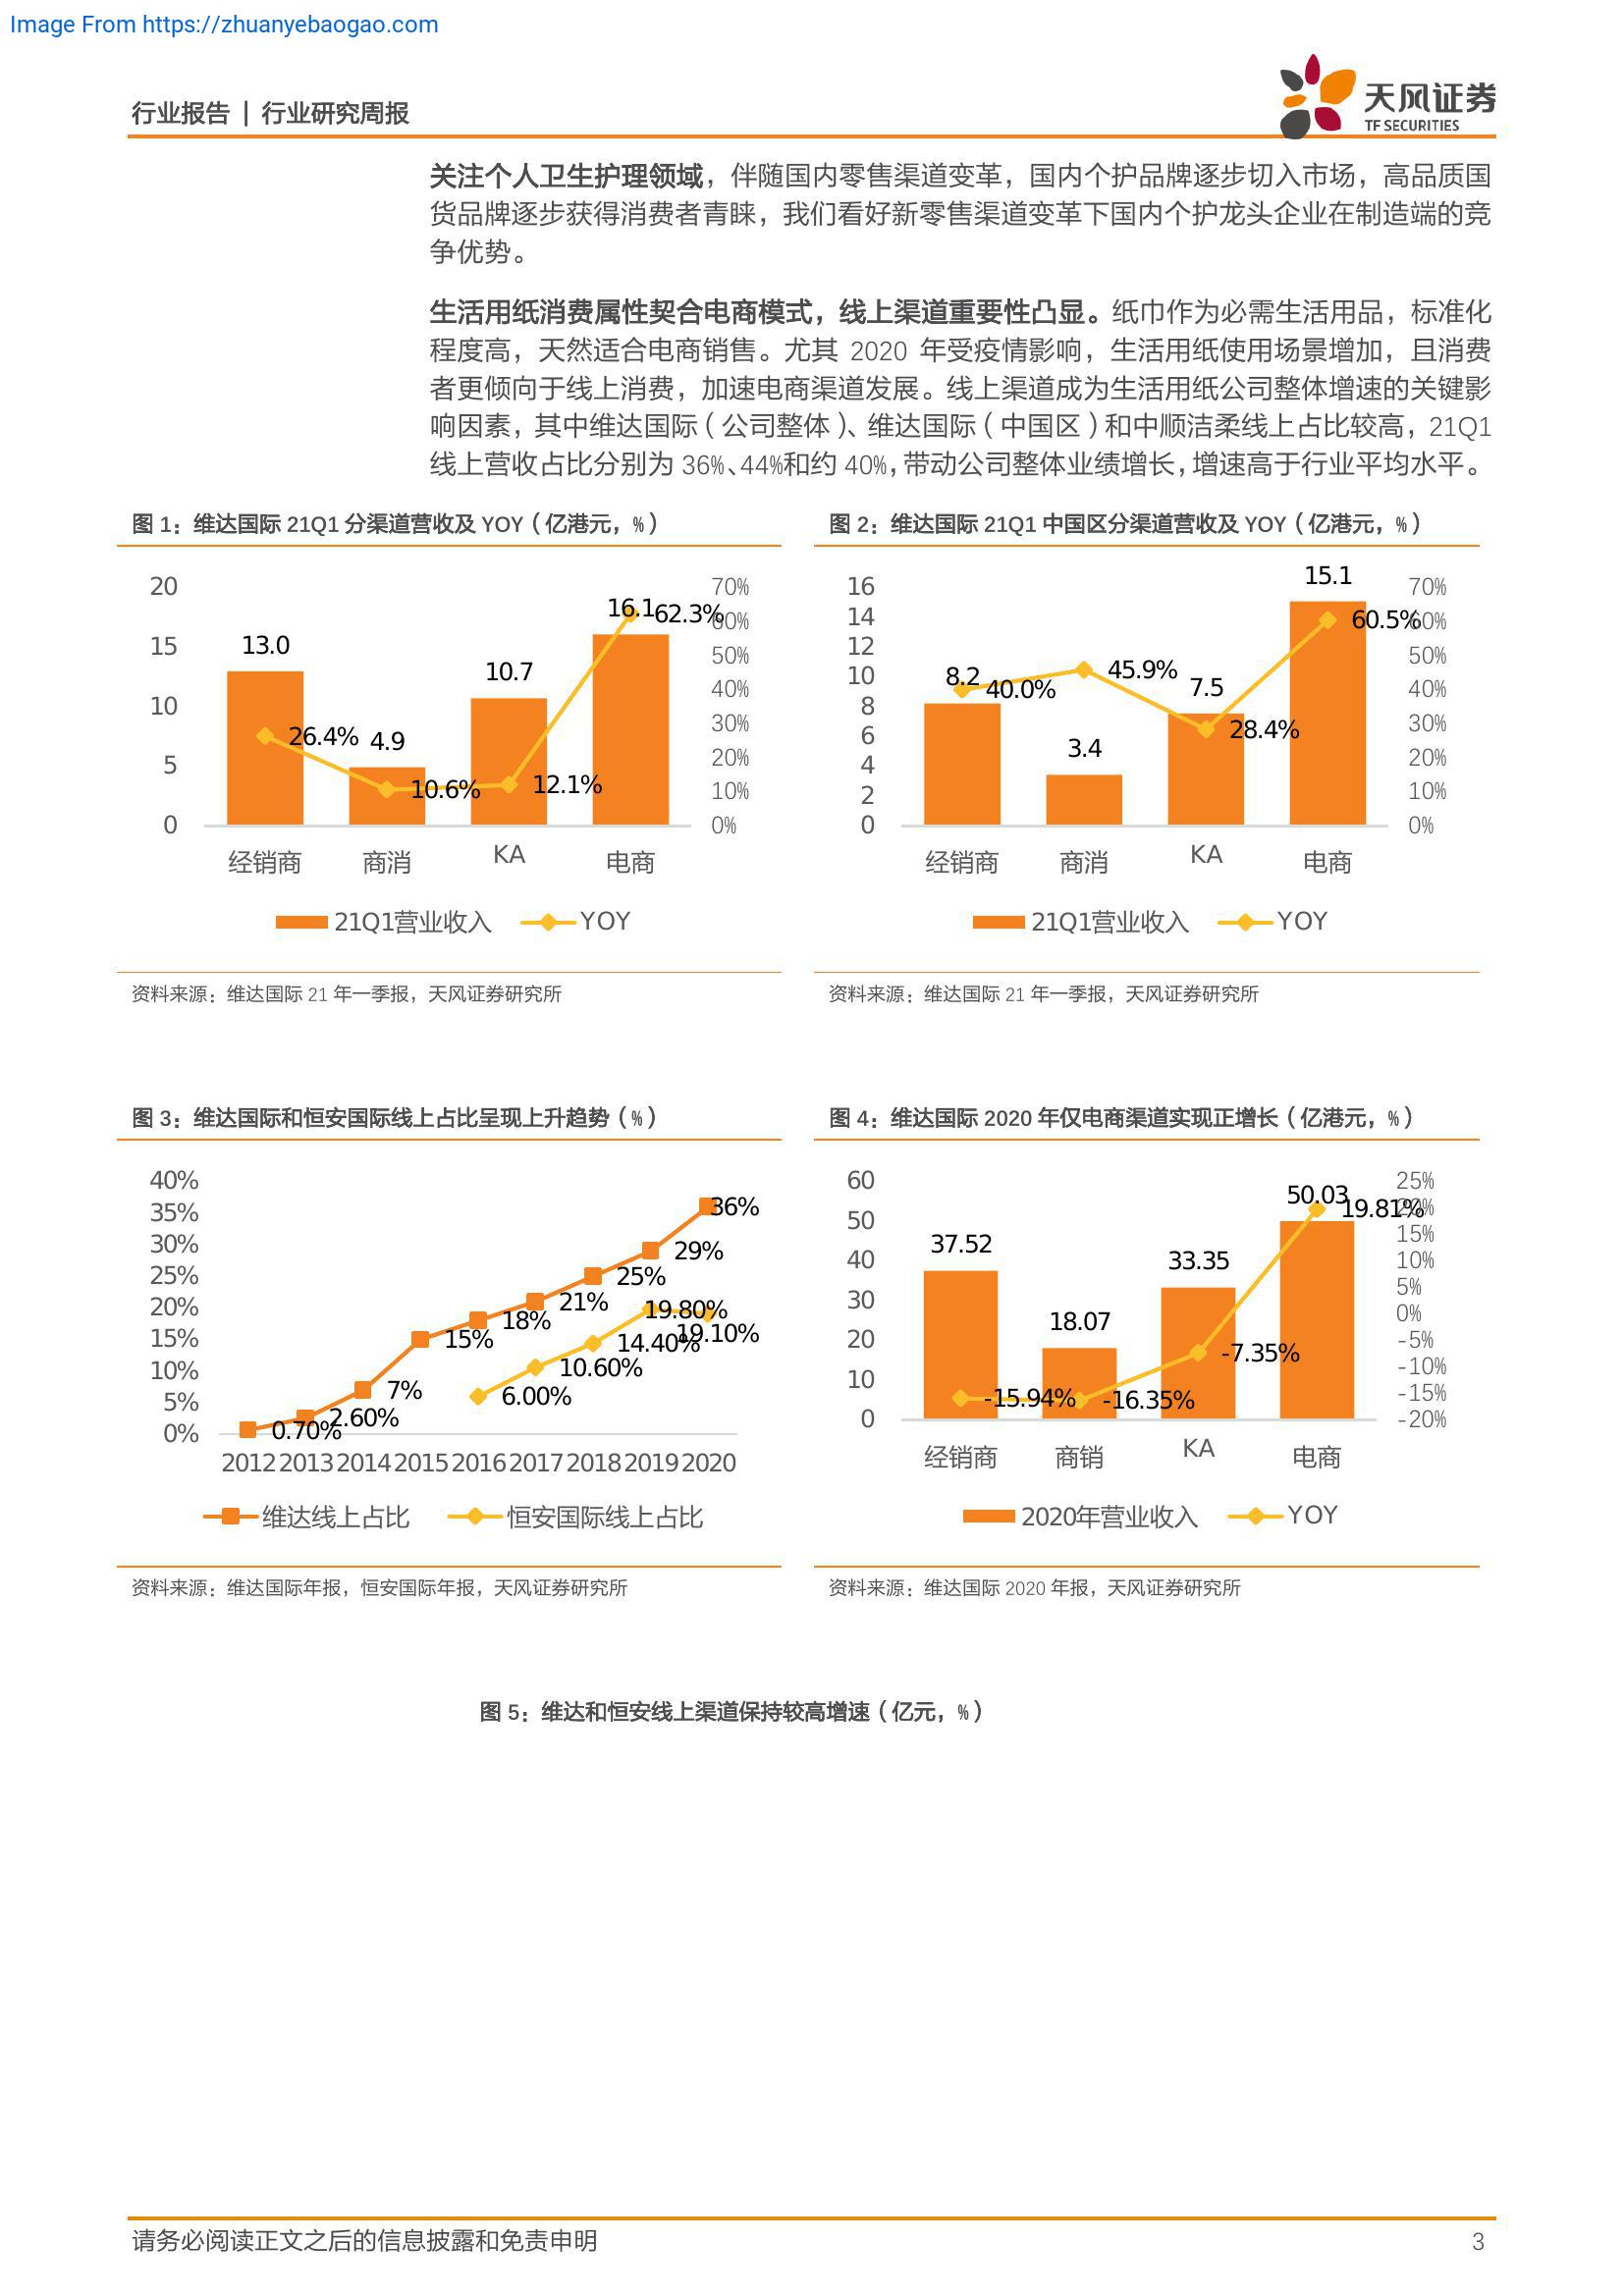 Image From https://zhuanyebaogao.com
行业报告 | 行业研究周报
天风证券
TF SECURITIES
关注个人卫生护理领域，伴随国内零售渠道变革，国内个护品牌逐步切入市场，高品质国
货品牌逐步获得消费者青睐，我们看好新零售渠道变革下国内个护龙头企业在制造端的竞
争优势。
生活用纸消费属性契合电商模式，线上渠道重要性凸显。纸巾作为必需生活用品，标准化
程度高，天然适合电商销售。尤其 2020 年受疫情影响，生活用纸使用场景增加，且消费
者更倾向于线上消费，加速电商渠道发展。线上渠道成为生活用纸公司整体增速的关键影
响因素，其中维达国际（公司整体）、维达国际（中国区）和中顺洁柔线上占比较高，21Q1
线上营收占比分别为 36%、44%和约 40%，带动公司整体业绩增长，增速高于行业平均水平。
图 1：维达国际 21Q1 分渠道营收及 YOY（亿港元，%）
20
15
10
5
0
70%
60%
50%
40%
30%
20%
10%
0%
13.0
4.9
10.7
16.1
26.4%
10.6%
12.1%
62.3%
经销商
商消
KA
电商
21Q1营业收入
YOY
资料来源：维达国际 21 年一季报，天风证券研究所
图 2：维达国际 21Q1 中国区分渠道营收及 YOY（亿港元，%）
16
14
12
10
8
6
4
2
0
70%
60%
50%
40%
30%
20%
10%
0%
8.2
3.4
7.5
15.1
40.0%
45.9%
28.4%
60.5%
经销商
商消
KA
电商
21Q1营业收入
YOY
资料来源：维达国际 21 年一季报，天风证券研究所
图 3：维达国际和恒安国际线上占比呈现上升趋势（%）
40%
35%
30%
25%
20%
15%
10%
5%
0%
0.70%
2.60%
7%
15%
18%
21%
25%
29%
36%
6.00%
10.60%
14.40%
19.80%
19.10%
2012 2013 2014 2015 2016 2017 2018 2019 2020
维达线上占比
恒安国际线上占比
资料来源：维达国际年报，恒安国际年报，天风证券研究所
图 4：维达国际 2020 年仅电商渠道实现正增长（亿港元，%）
60
50
40
30
20
10
0
25%
20%
15%
10%
5%
0%
-5%
-10%
-15%
-20%
37.52
18.07
33.35
50.03
-15.94%
-16.35%
-7.35%
19.81%
经销商
商销
KA
电商
2020年营业收入
YOY
资料来源：维达国际 2020 年报，天风证券研究所
图 5：维达和恒安线上渠道保持较高增速（亿元，%）
请务必阅读正文之后的信息披露和免责申明
3